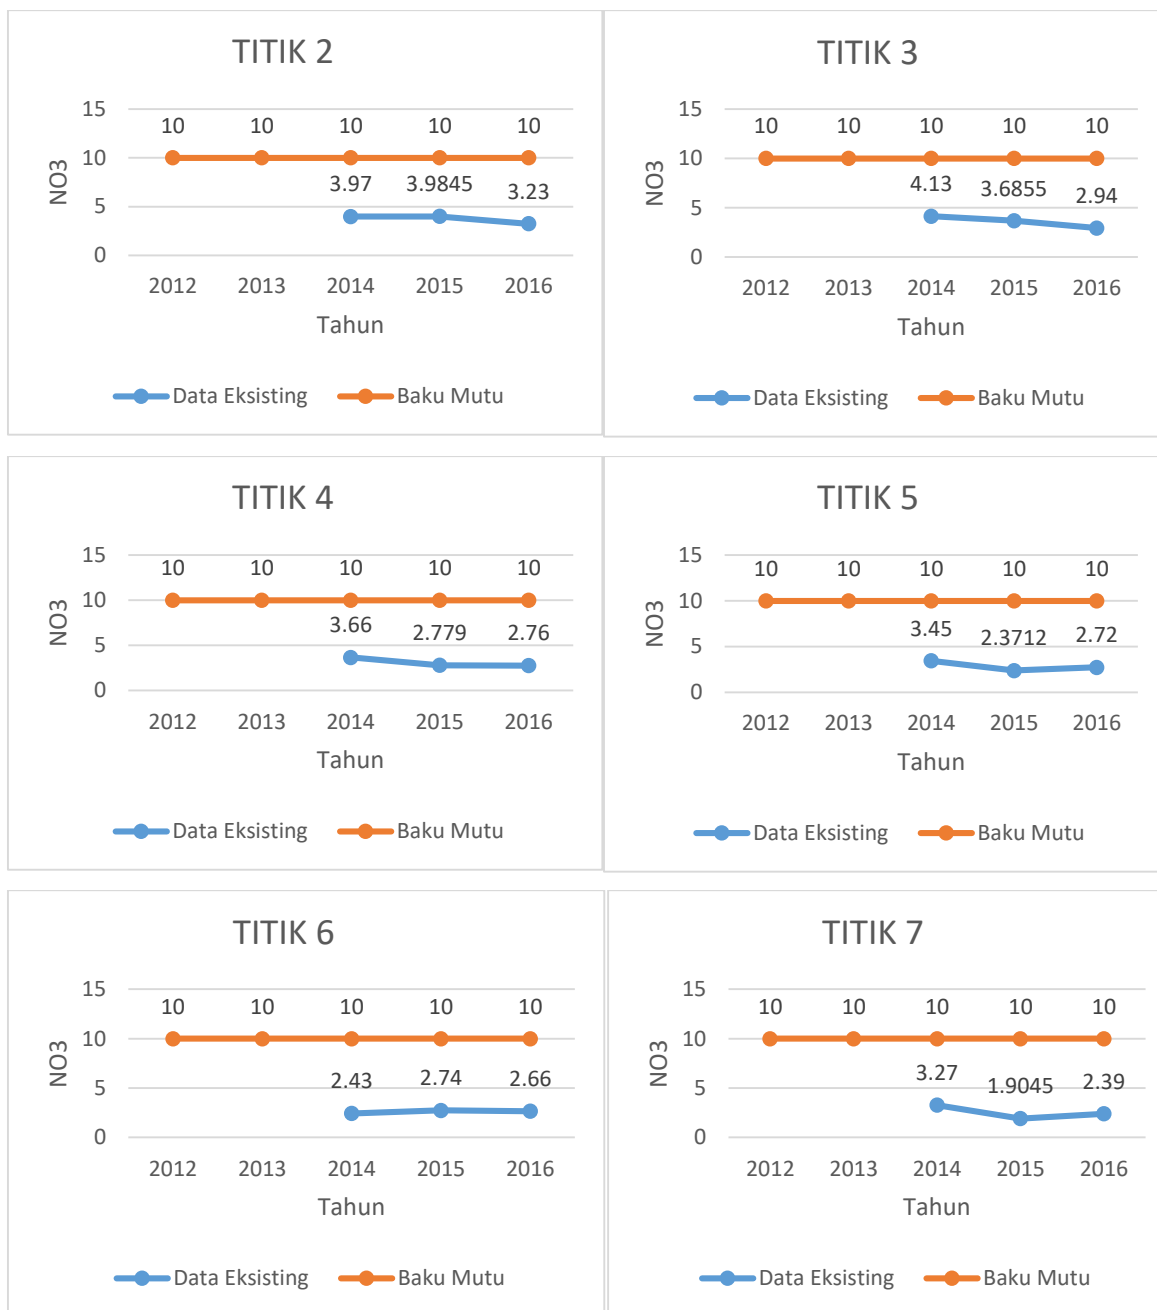 TITIK 2
15
10 10 10 10 10
10
3.97 3.9845 3.23
5
0
NO3
2012 2013 2014 2015 2016
Tahun
Data Eksisting Baku Mutu
TITIK 3
15
10 10 10 10 10
10
4.13 3.6855 2.94
5
0
NO3
2012 2013 2014 2015 2016
Tahun
Data Eksisting Baku Mutu
TITIK 4
15
10 10 10 10 10
10
3.66 2.779 2.76
5
0
NO3
2012 2013 2014 2015 2016
Tahun
Data Eksisting Baku Mutu
TITIK 5
15
10 10 10 10 10
10
3.45 2.3712 2.72
5
0
NO3
2012 2013 2014 2015 2016
Tahun
Data Eksisting Baku Mutu
TITIK 6
15
10 10 10 10 10
10
2.43 2.74 2.66
5
0
NO3
2012 2013 2014 2015 2016
Tahun
Data Eksisting Baku Mutu
TITIK 7
15
10 10 10 10 10
10
3.27 1.9045 2.39
5
0
NO3
2012 2013 2014 2015 2016
Tahun
Data Eksisting Baku Mutu